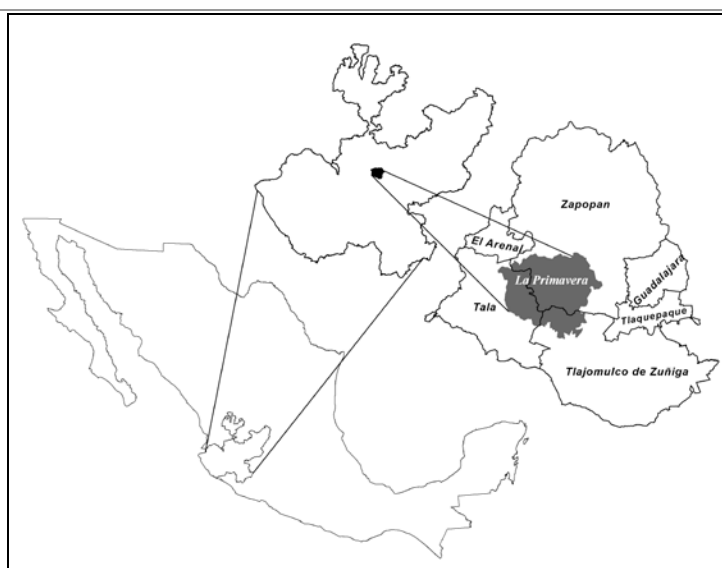 Zapopan
El Arenal
La Primavera
Guadalajara
Tala
Tlaquepaque
Tlajomulco de Zuñiga